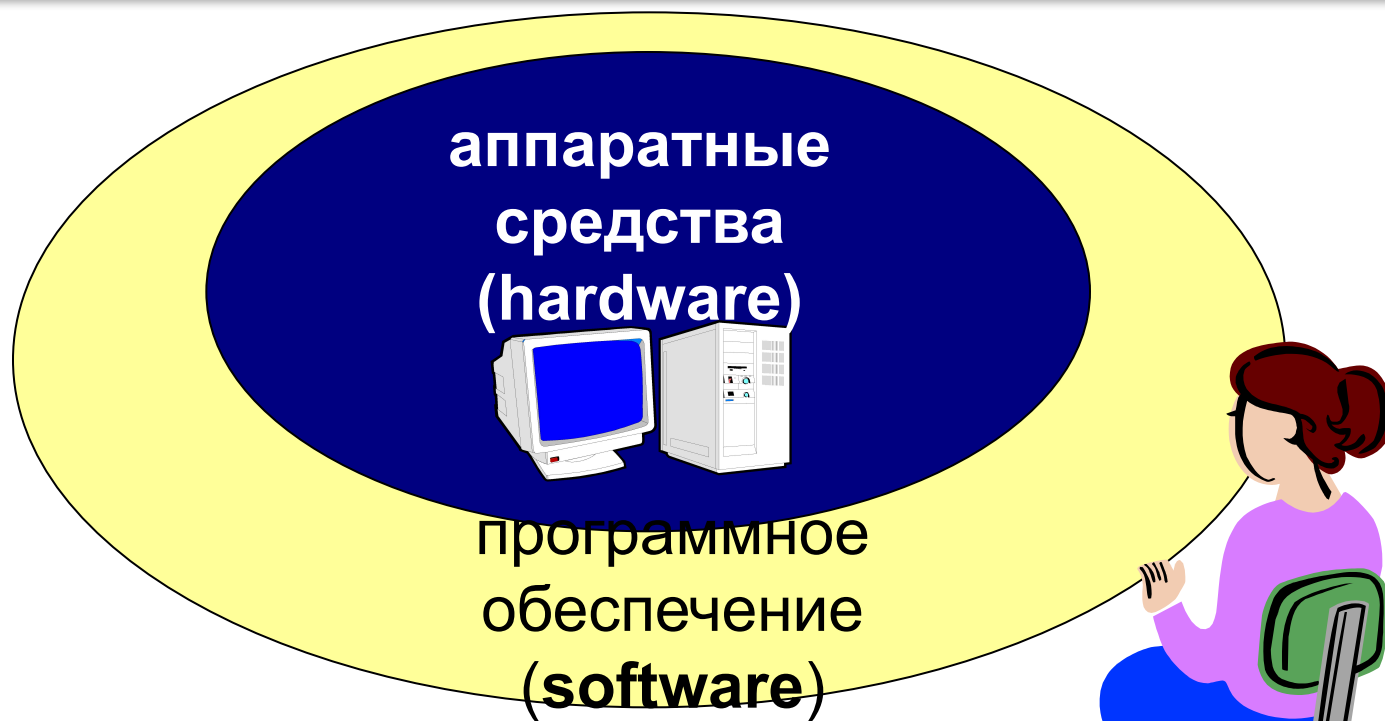 аппаратные
средства
(hardware)
программное
обеспечение
(software)